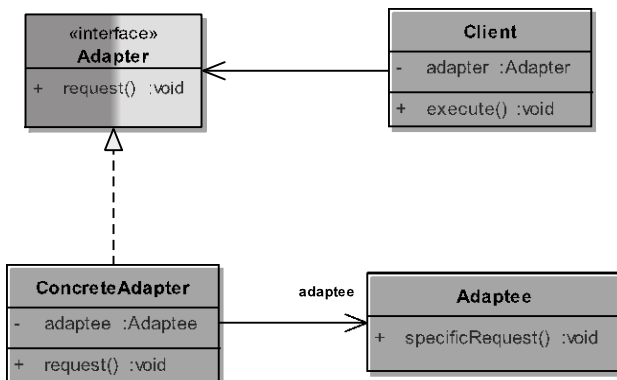 «interface»
Adapter
+ request() :void
Client
- adapter :Adapter
+ execute() :void
ConcreteAdapter
- adaptee :Adaptee
+ request() :void
adaptee
Adaptee
+ specificRequest() :void